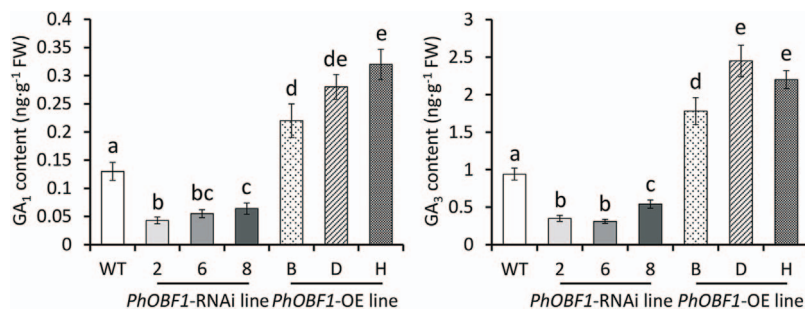 GA₁ content (ng·g⁻¹ FW)
0.4
0.35
0.3
0.25
0.2
0.15
0.1
0.05
0
a
b
bc
c
d
de
e
WT 2 6 8 B D H
PhOBF1-RNAi line PhOBF1-OE line
GA₃ content (ng·g⁻¹ FW)
3
2.5
2
1.5
1
0.5
0
a
b
b
c
d
e
e
WT 2 6 8 B D H
PhOBF1-RNAi line PhOBF1-OE line